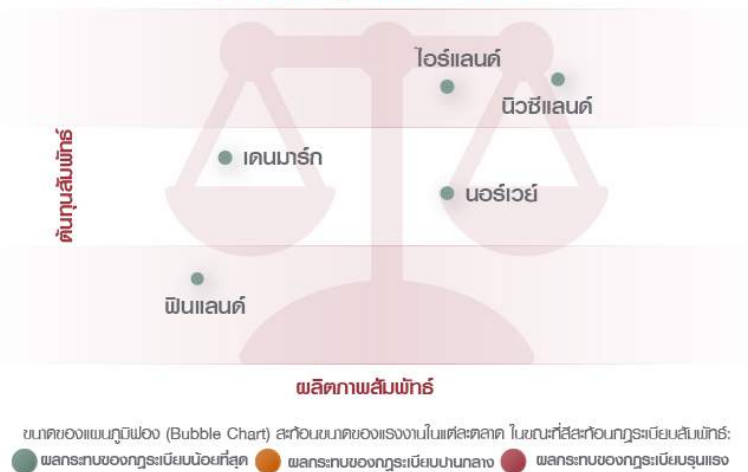 ไอร์แลนด์
นิวซีแลนด์
เดนมาร์ก
นอร์เวย์
ฟินแลนด์
ต้นทุนสัมพัทธ์
ผลิตภาพสัมพัทธ์
ขนาดของแผนภูมิฟอง (Bubble Chart) สะท้อนขนาดของแรงงานในแต่ละตลาด ในขณะที่สีสะท้อนกฎระเบียบสัมพัทธ์:
ผลกระทบของกฎระเบียบน้อยที่สุด ผลกระทบของกฎระเบียบปานกลาง ผลกระทบของกฎระเบียบรุนแรง